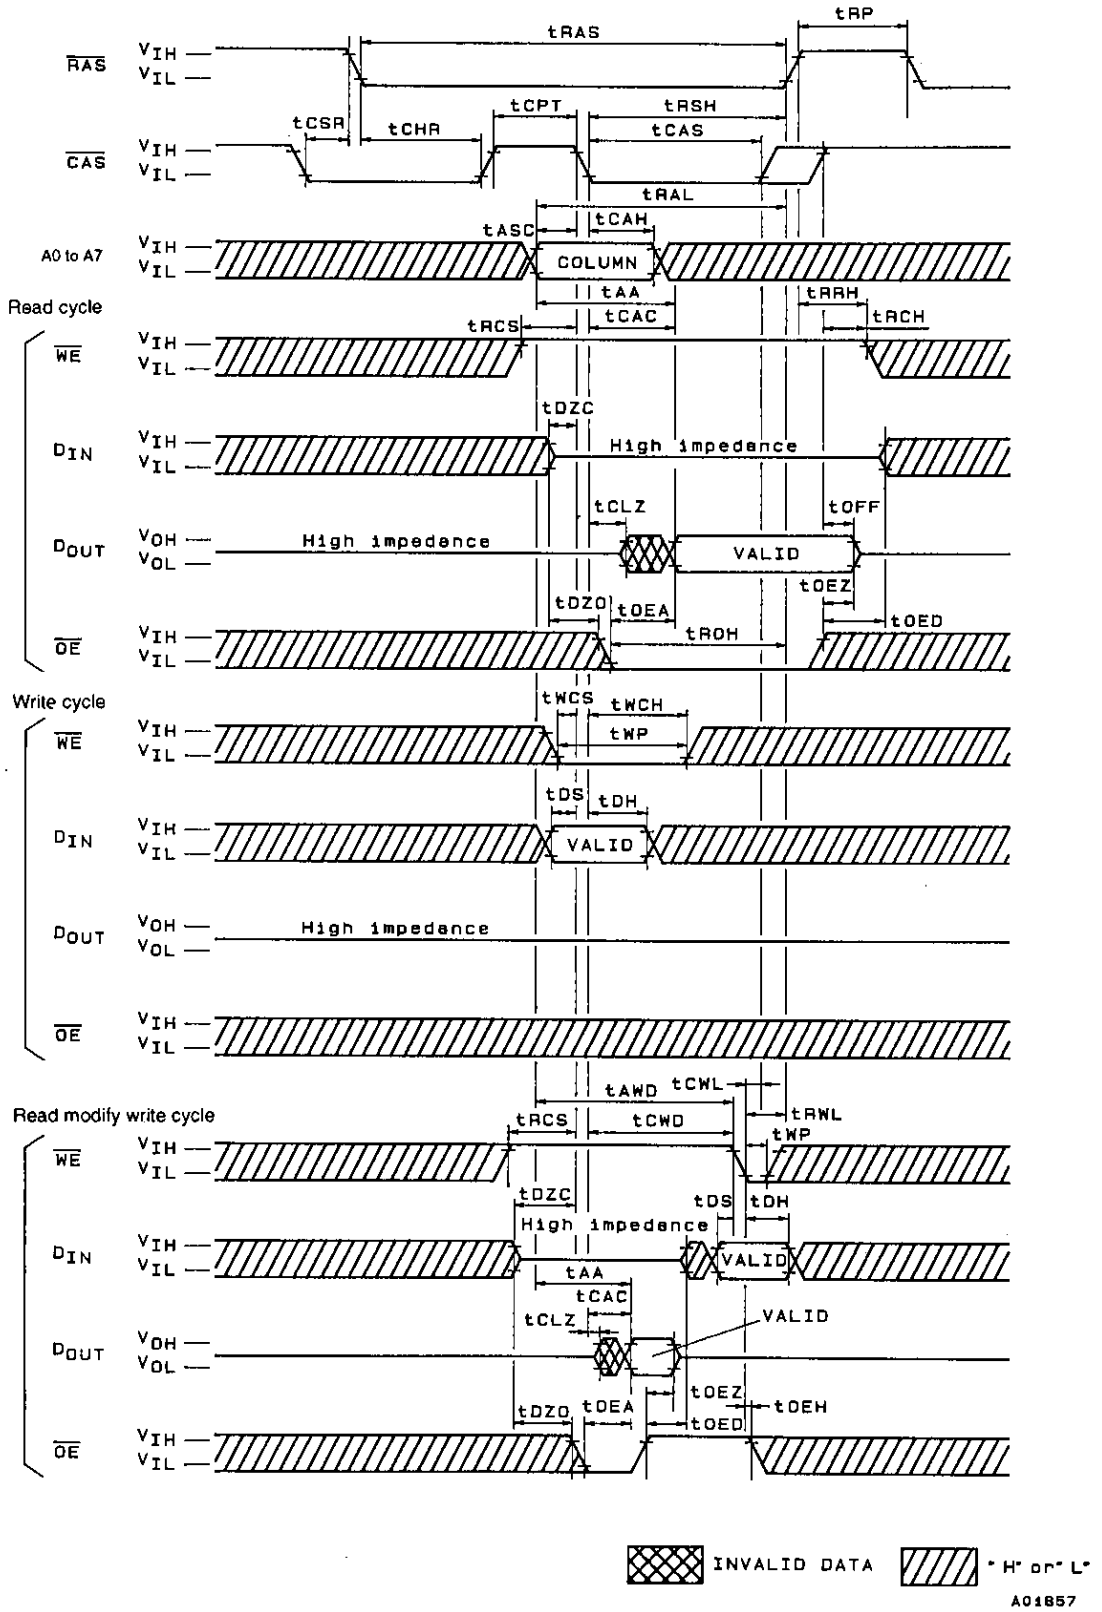 tRP
tRAS
RAS VIH
VIL
tCPT tRSH
tCSR tCHR tCAS
CAS VIH
VIL
tRAL
tASC tCAH
A0 to A7 VIH
VIL COLUMN
Read cycle
tAA tRRH
tRCS tCAC tRCH
WE VIH
VIL
tDZC
DIN VIH
VIL High impedance
tCLZ tOFF
DOUT VOH
VOL High impedance VALID
tOEZ
tDZO tOEA tOED
tROH
OE VIH
VIL
Write cycle
tWCS tWCH
tWP
WE VIH
VIL
tDS tDH
DIN VIH
VIL VALID
DOUT VOH
VOL High impedance
OE VIH
VIL
tCWL
tAWD
Read modify write cycle
tRCS tCWD tRWL
tWP
WE VIH
VIL
tDZC tDS tDH
High impedance
DIN VIH
VIL VALID
tAA
tCAC
tCLZ VALID
DOUT VOH
VOL
tOEZ
tDZO tOEA tOED tOEH
OE VIH
VIL
INVALID DATA "H" or "L"
A01857